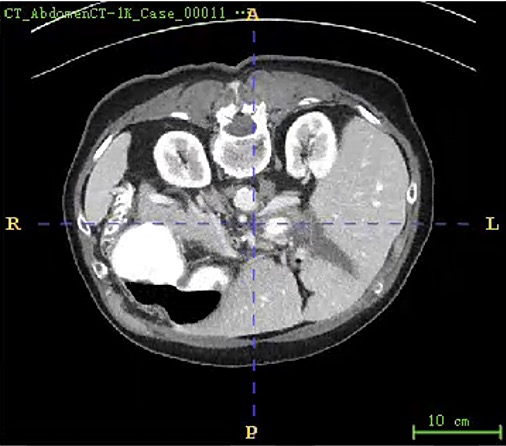 CT_AbdomenCT-1K_Case_00011 ...
A
R
L
P
10 cm